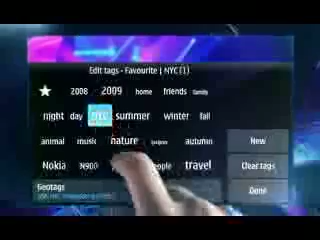 Edit tags - Favourite | NYC (1)
2008 2009 home friends family
night day NYC summer winter fall
animal music nature autumn
Nokia N900 people travel
New
Clear tags
Done
Geotags